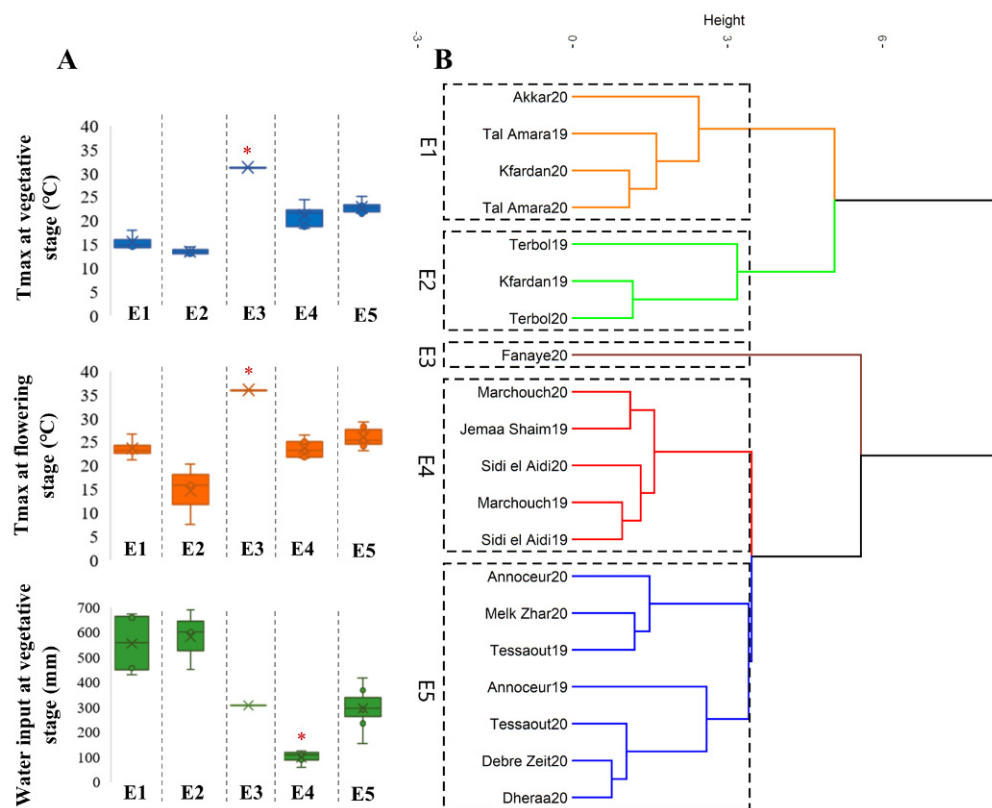 A
Tmax at vegetative
stage (°C)
40
35
30
25
20
15
10
5
0
*
E1 E2 E3 E4 E5
Tmax at flowering
stage (°C)
40
35
30
25
20
15
10
5
0
*
E1 E2 E3 E4 E5
Water input at vegetative
stage (mm)
700
600
500
400
300
200
100
0
*
E1 E2 E3 E4 E5
B
Height
-3 0 3 6
E1
Akkar20
Tal Amara19
Kfardan20
Tal Amara20
E2
Terbol19
Kfardan19
Terbol20
E3
Fanaye20
E4
Marchouch20
Jemaa Shaim19
Sidi el Aidi20
Marchouch19
Sidi el Aidi19
E5
Annoceur20
Melk Zhar20
Tessaout19
Annoceur19
Tessaout20
Debre Zeit20
Dheraa20